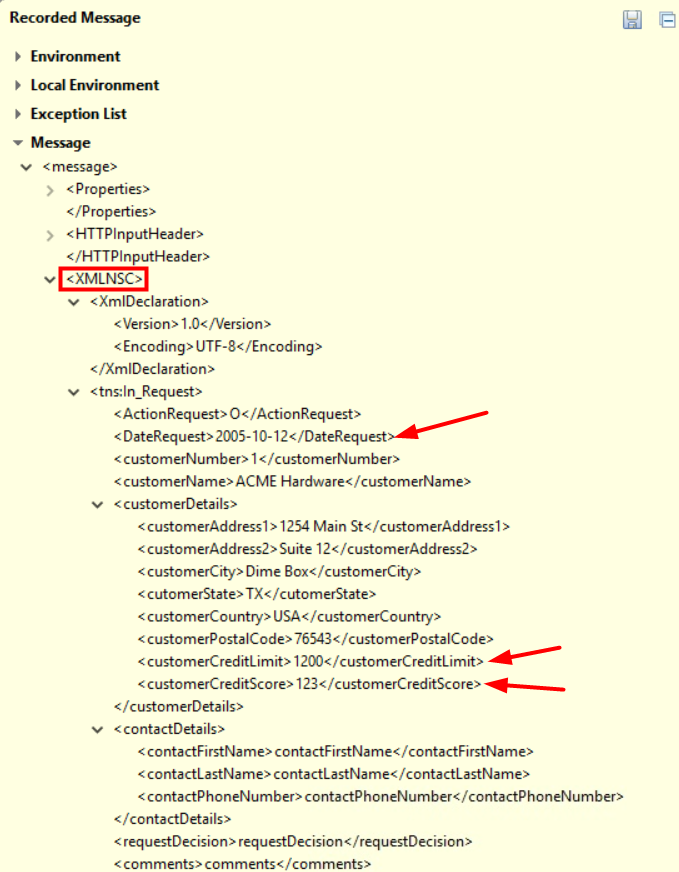 Recorded Message
Environment
Local Environment
Exception List
Message
<message>
<Properties>
</Properties>
<HTTPInputHeader>
</HTTPInputHeader>
<XMLNSC>
<XmlDeclaration>
<Version>1.0</Version>
<Encoding>UTF-8</Encoding>
</XmlDeclaration>
<tns:In_Request>
<ActionRequest>O</ActionRequest>
<DateRequest>2005-10-12</DateRequest>
<customerNumber>1</customerNumber>
<customerName>ACME Hardware</customerName>
<customerDetails>
<customerAddress1>1254 Main St</customerAddress1>
<customerAddress2>Suite 12</customerAddress2>
<customerCity>Dime Box</customerCity>
<cutomerState>TX</cutomerState>
<customerCountry>USA</customerCountry>
<customerPostalCode>76543</customerPostalCode>
<customerCreditLimit>1200</customerCreditLimit>
<customerCreditScore>123</customerCreditScore>
</customerDetails>
<contactDetails>
<contactFirstName>contactFirstName</contactFirstName>
<contactLastName>contactLastName</contactLastName>
<contactPhoneNumber>contactPhoneNumber</contactPhoneNumber>
</contactDetails>
<requestDecision>requestDecision</requestDecision>
<comments>comments</comments>